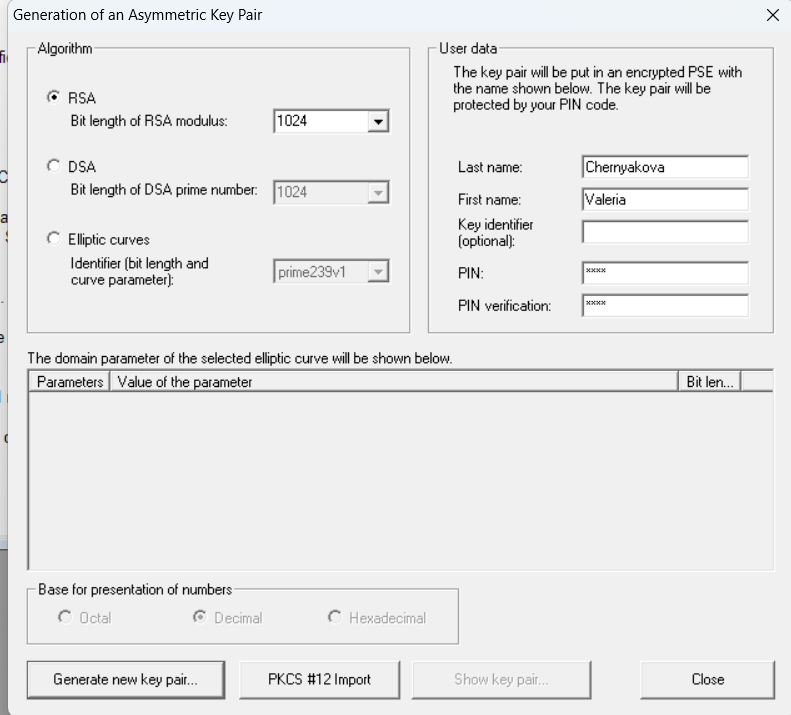 Generation of an Asymmetric Key Pair
Algorithm
RSA
Bit length of RSA modulus: 1024
DSA
Bit length of DSA prime number: 1024
Elliptic curves
Identifier (bit length and
curve parameter): prime239v1
User data
The key pair will be put in an encrypted PSE with
the name shown below. The key pair will be
protected by your PIN code.
Last name: Chernyakova
First name: Valeria
Key identifier
(optional):
PIN: ****
PIN verification: ****
The domain parameter of the selected elliptic curve will be shown below.
Parameters Value of the parameter Bit len...
Base for presentation of numbers
Octal Decimal Hexadecimal
Generate new key pair... PKCS #12 Import Show key pair... Close